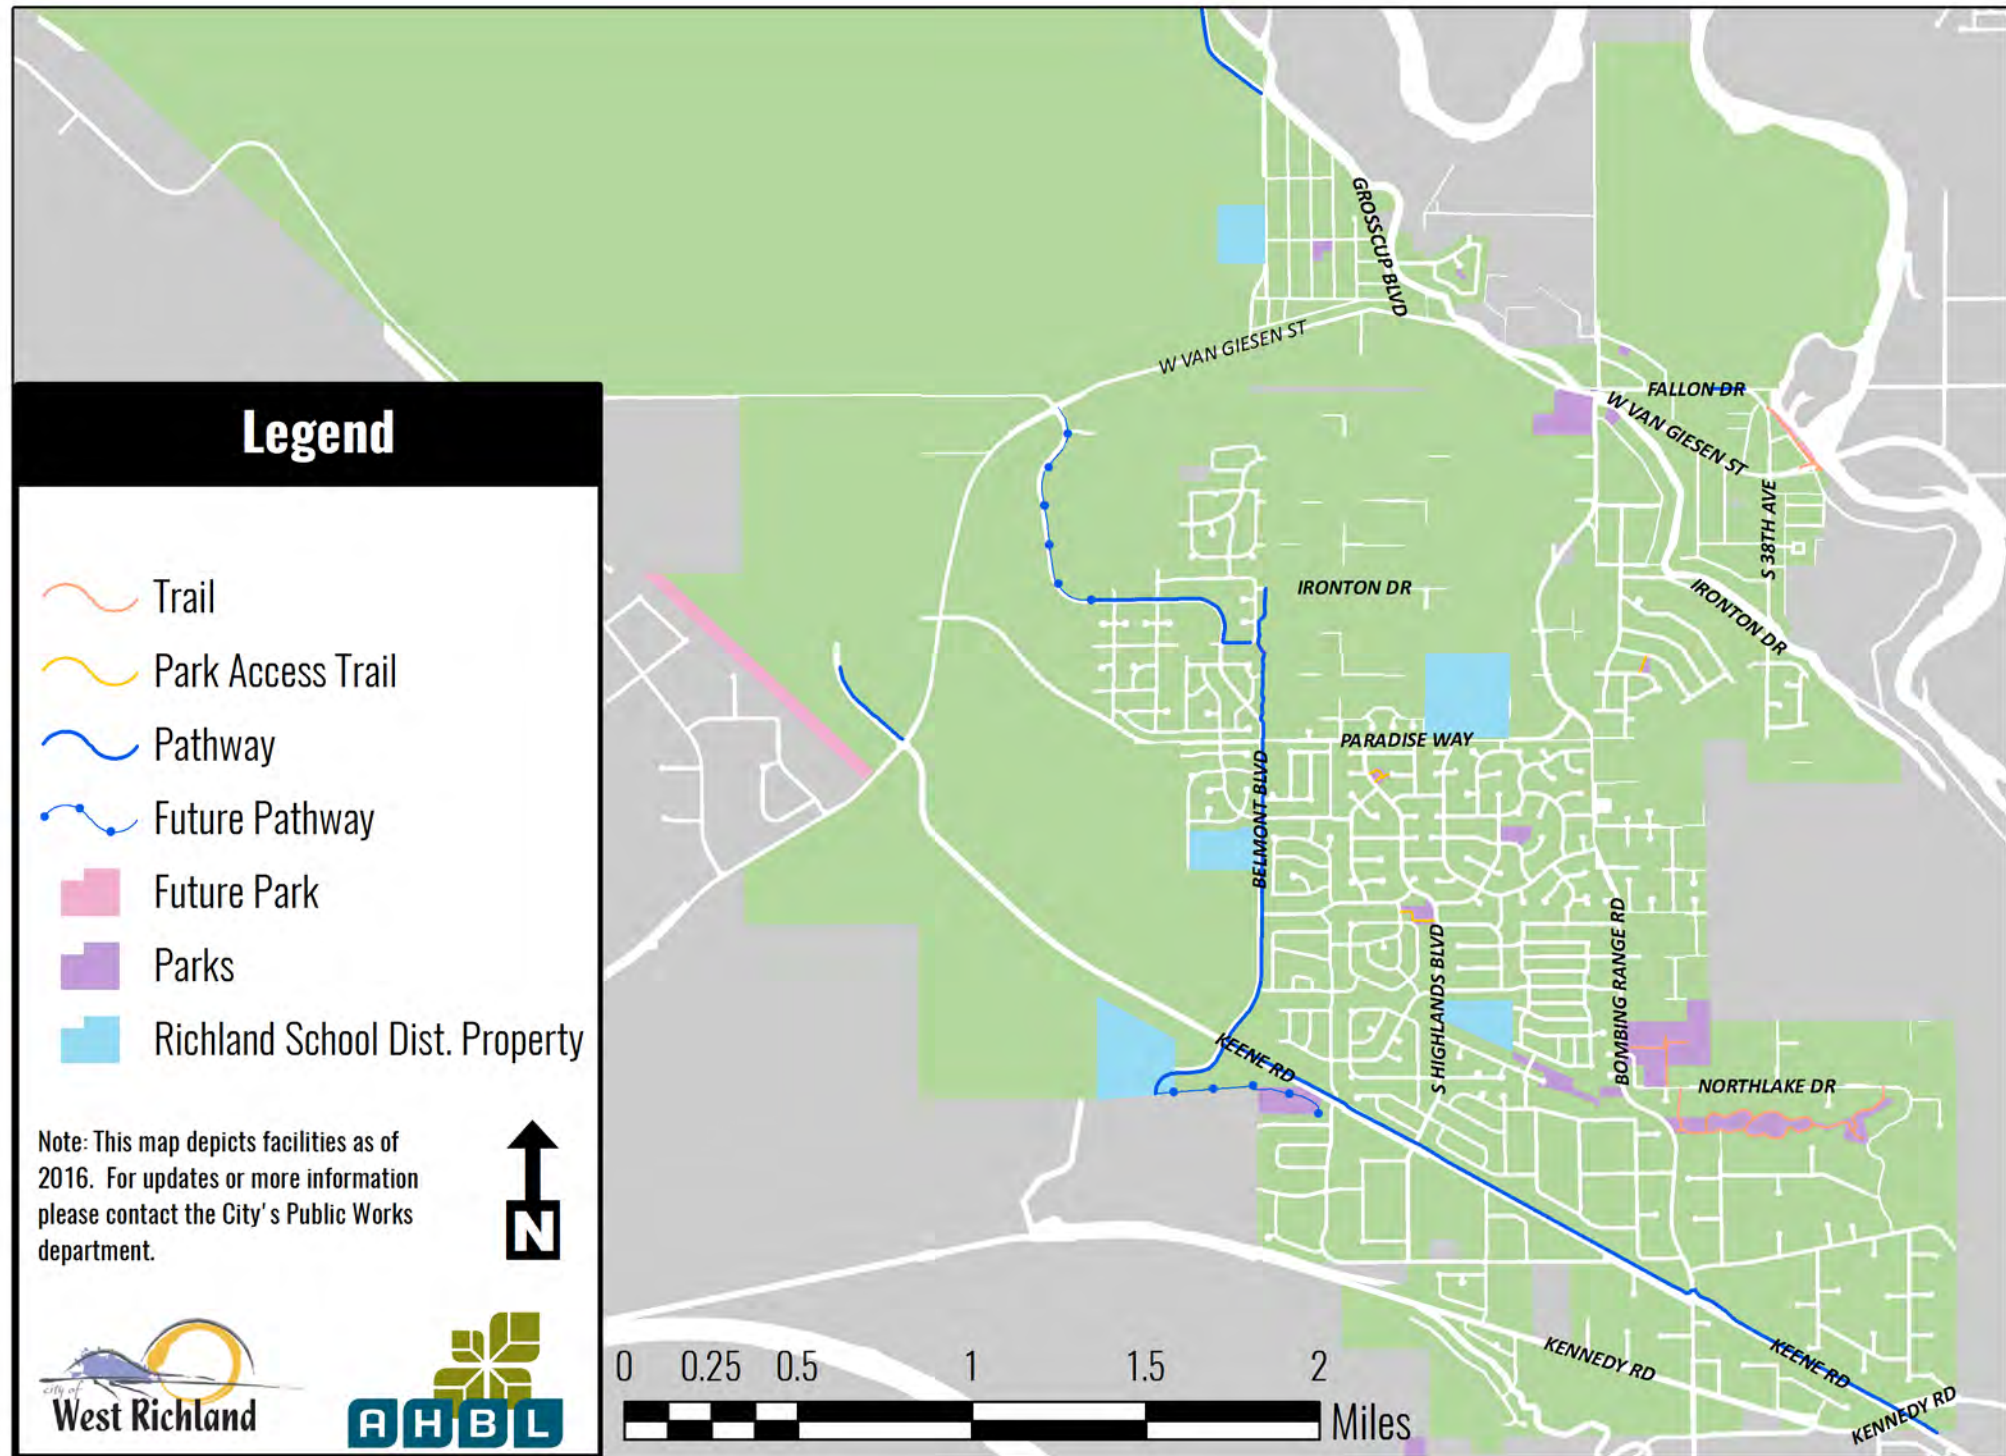 GROSSCUP BLVD
W VAN GIESEN ST
FALLON DR
W VAN GIESEN ST
S 38TH AVE
IRONTON DR
IRONTON DR
PARADISE WAY
BELMONT BLVD
S HIGHLANDS BLVD
BOMBING RANGE RD
KEENE RD
NORTHLAKE DR
KENNEDY RD
KEENE RD
KENNEDY RD
Legend
Trail
Park Access Trail
Pathway
Future Pathway
Future Park
Parks
Richland School Dist. Property
Note: This map depicts facilities as of
2016. For updates or more information
please contact the City's Public Works
department.
N
city of
West Richland
AHBL
0 0.25 0.5 1 1.5 2
Miles